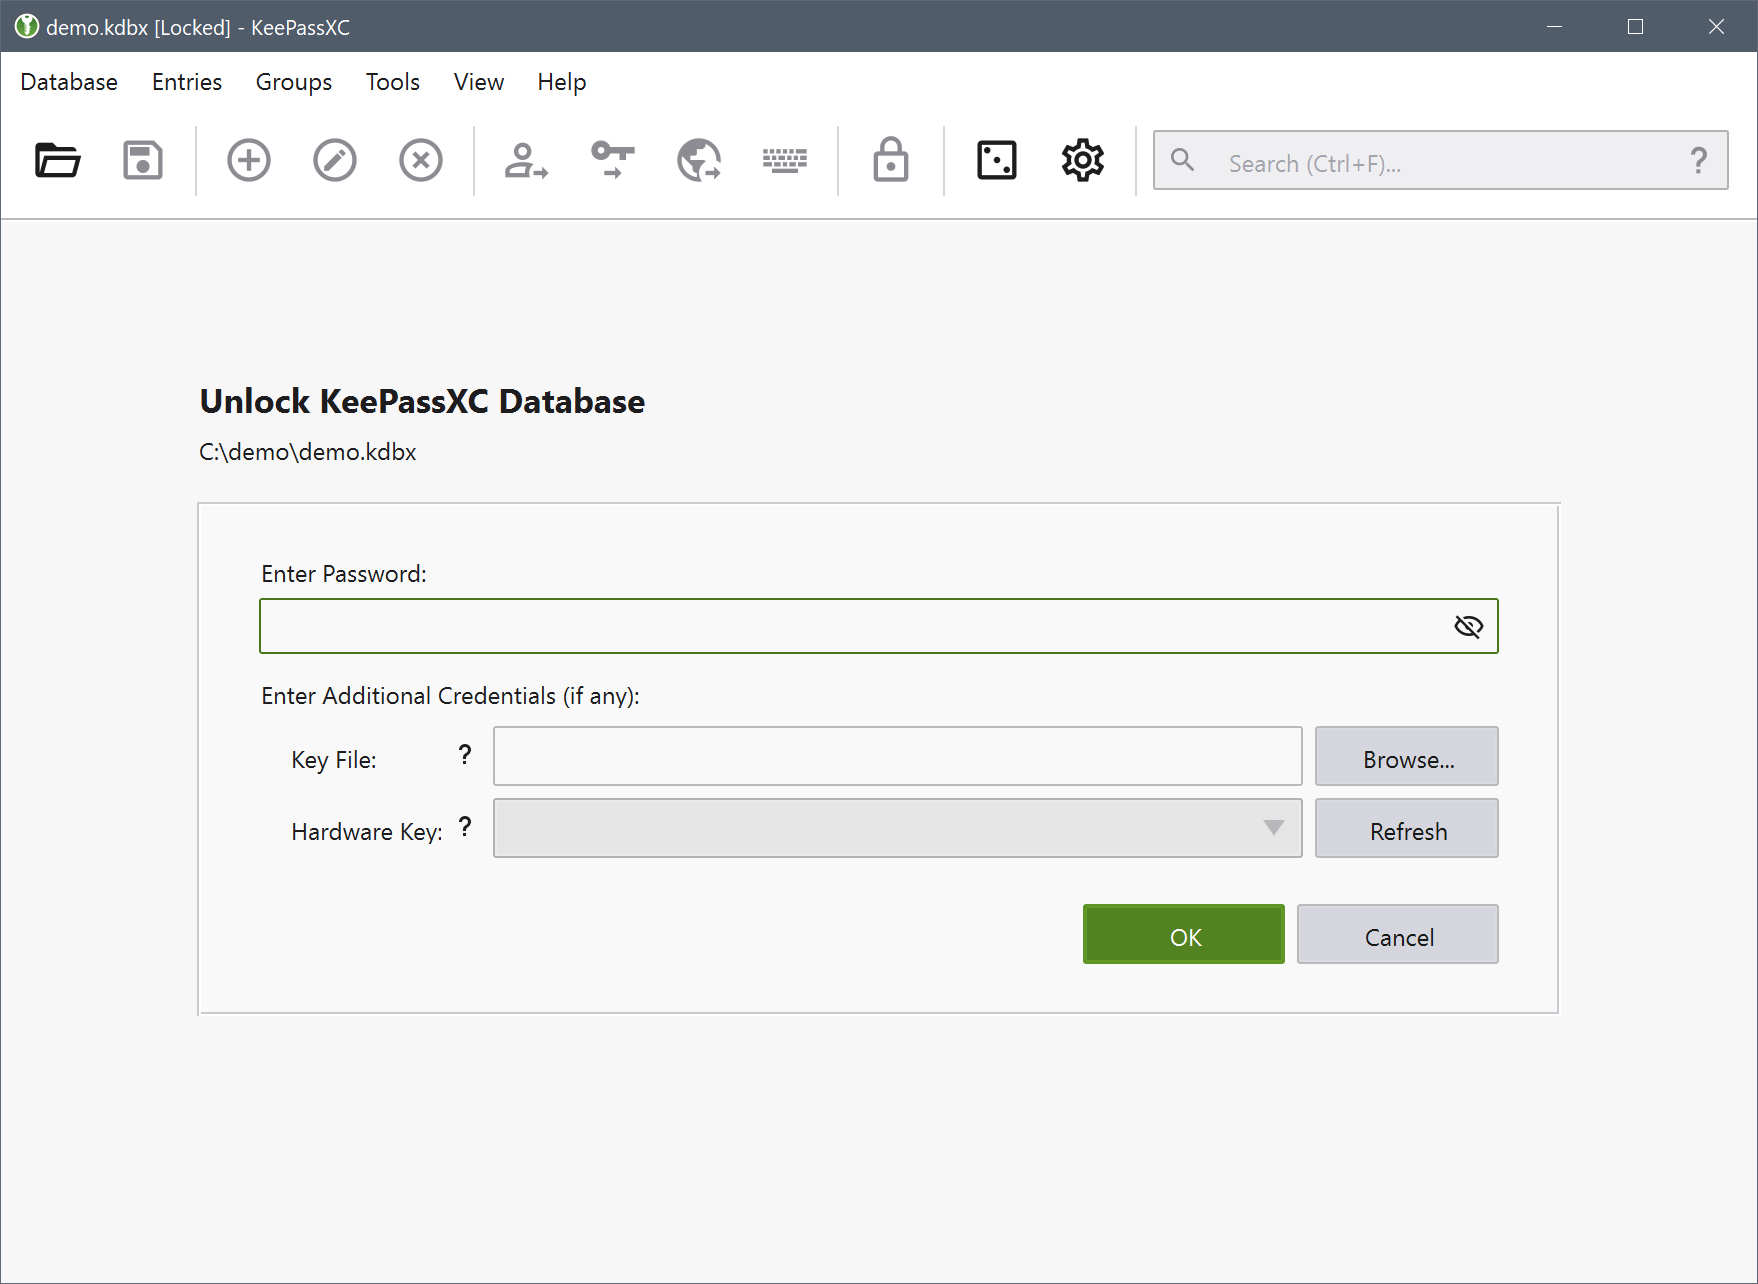 demo.kdbx [Locked] - KeePassXC
Database Entries Groups Tools View Help
Search (Ctrl+F)... ?
Unlock KeePassXC Database
C:\demo\demo.kdbx
Enter Password:
Enter Additional Credentials (if any):
Key File: ? Browse...
Hardware Key: ? Refresh
OK Cancel